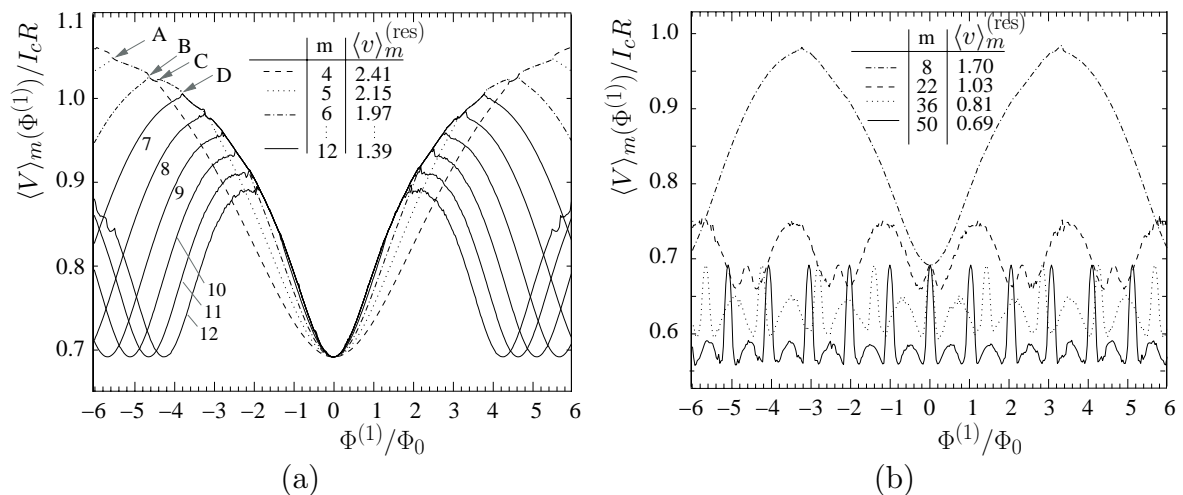 ⟨V⟩m(Φ(1))/IcR
1.1
1.0
0.9
0.8
0.7
A
B
C
D
m ⟨v⟩m(res)
4 2.41
5 2.15
6 1.97
⋮ ⋮
12 1.39
7
8
9
10
11
12
−6 −5 −4 −3 −2 −1 0 1 2 3 4 5 6
Φ(1)/Φ0
(a)
⟨V⟩m(Φ(1))/IcR
1.0
0.9
0.8
0.7
0.6
m ⟨v⟩m(res)
8 1.70
22 1.03
36 0.81
50 0.69
−6 −5 −4 −3 −2 −1 0 1 2 3 4 5 6
Φ(1)/Φ0
(b)